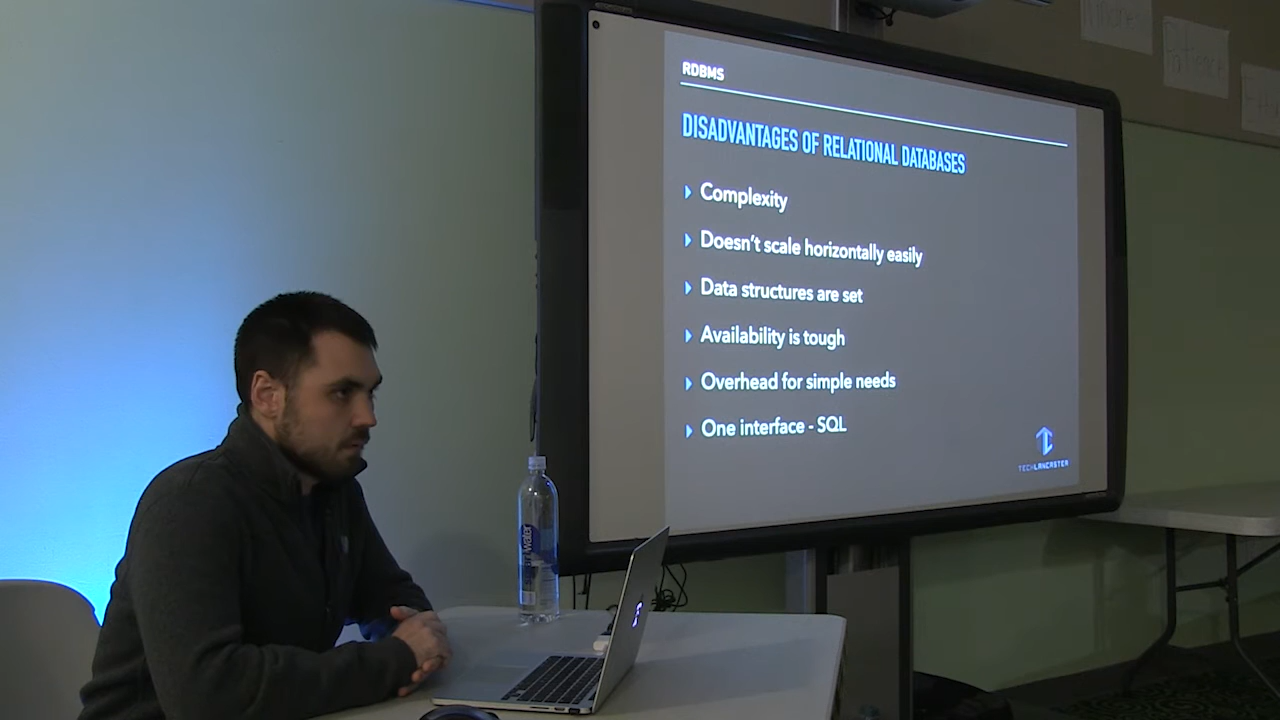 RDBMS
DISADVANTAGES OF RELATIONAL DATABASES
Complexity
Doesn't scale horizontally easily
Data structures are set
Availability is tough
Overhead for simple needs
One interface - SQL
TECHLANCASTER